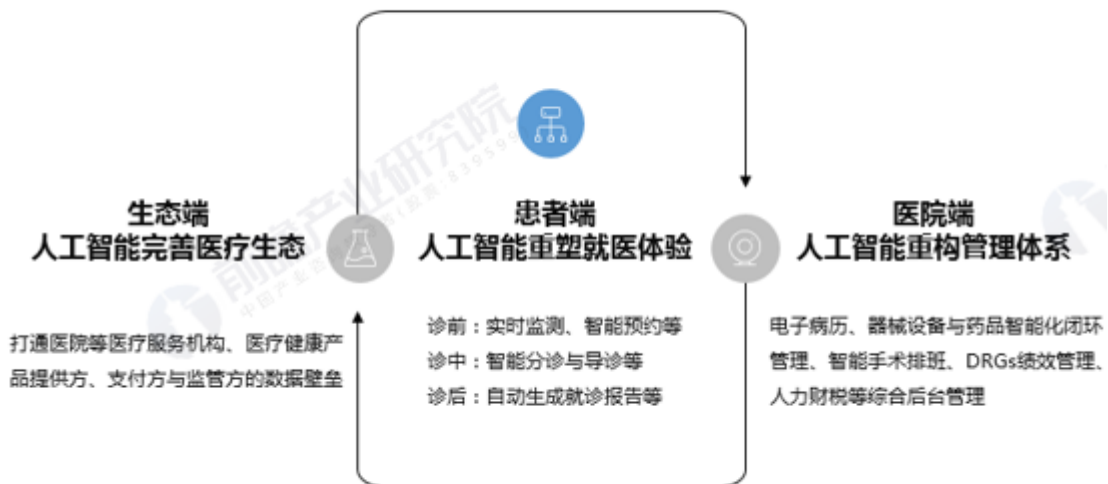 生态端
人工智能完善医疗生态
打通医院等医疗服务机构、医疗健康产
品提供方、支付方与监管方的数据壁垒
患者端
人工智能重塑就医体验
诊前：实时监测、智能预约等
诊中：智能分诊与导诊等
诊后：自动生成就诊报告等
医院端
人工智能重构管理体系
电子病历、器械设备与药品智能化闭环
管理、智能手术排班、DRGs绩效管理、
人力财税等综合后台管理
前瞻产业研究院